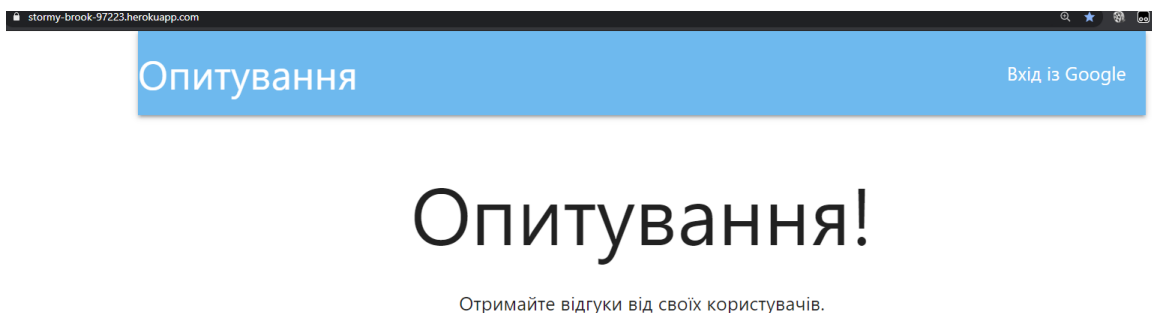 stormy-brook-97223.herokuapp.com
Опитування
Вхід із Google
Опитування!
Отримайте відгуки від своїх користувачів.